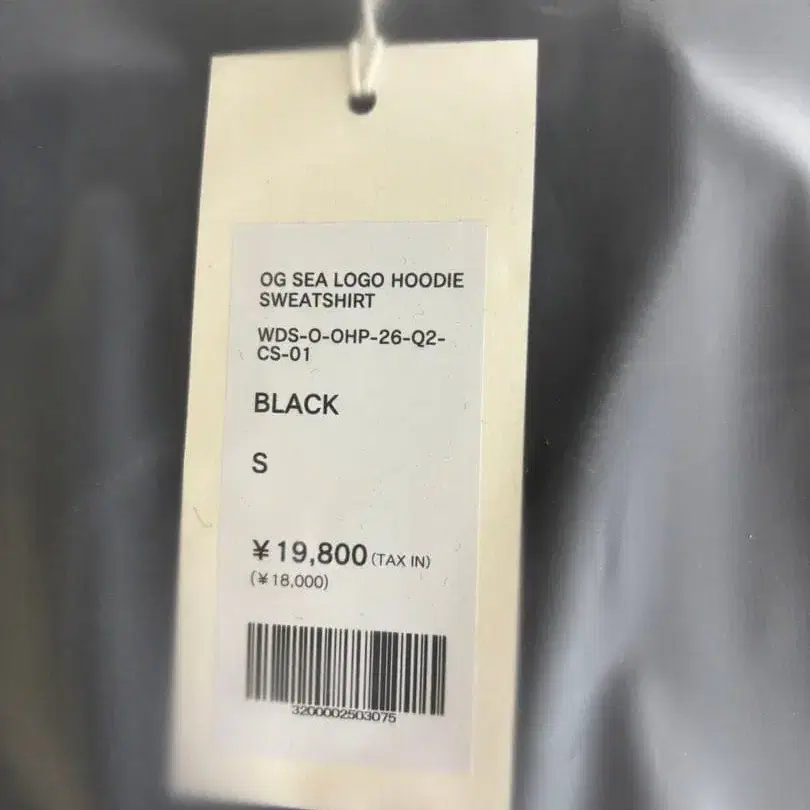 OG SEA LOGO HOODIE
SWEATSHIRT
WDS-O-OHP-26-Q2-
CS-01
BLACK
S
¥19,800(TAX IN)
(¥18,000)
3200002503075